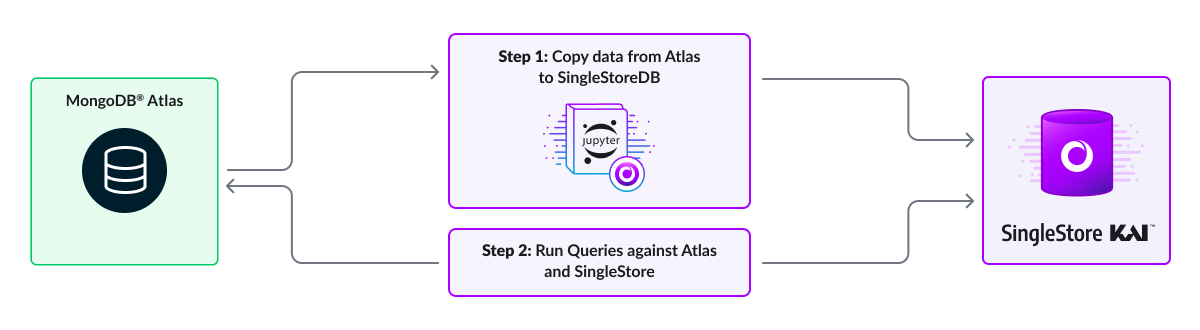 MongoDB® Atlas
Step 1: Copy data from Atlas
to SingleStoreDB
jupyter
Step 2: Run Queries against Atlas
and SingleStore
SingleStore KAI™